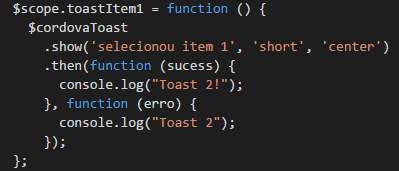 $scope.toastItem1 = function () {
  $cordovaToast
    .show('selecionou item 1', 'short', 'center')
    .then(function (sucess) {
      console.log("Toast 2!");
    }, function (erro) {
      console.log("Toast 2");
    });
};